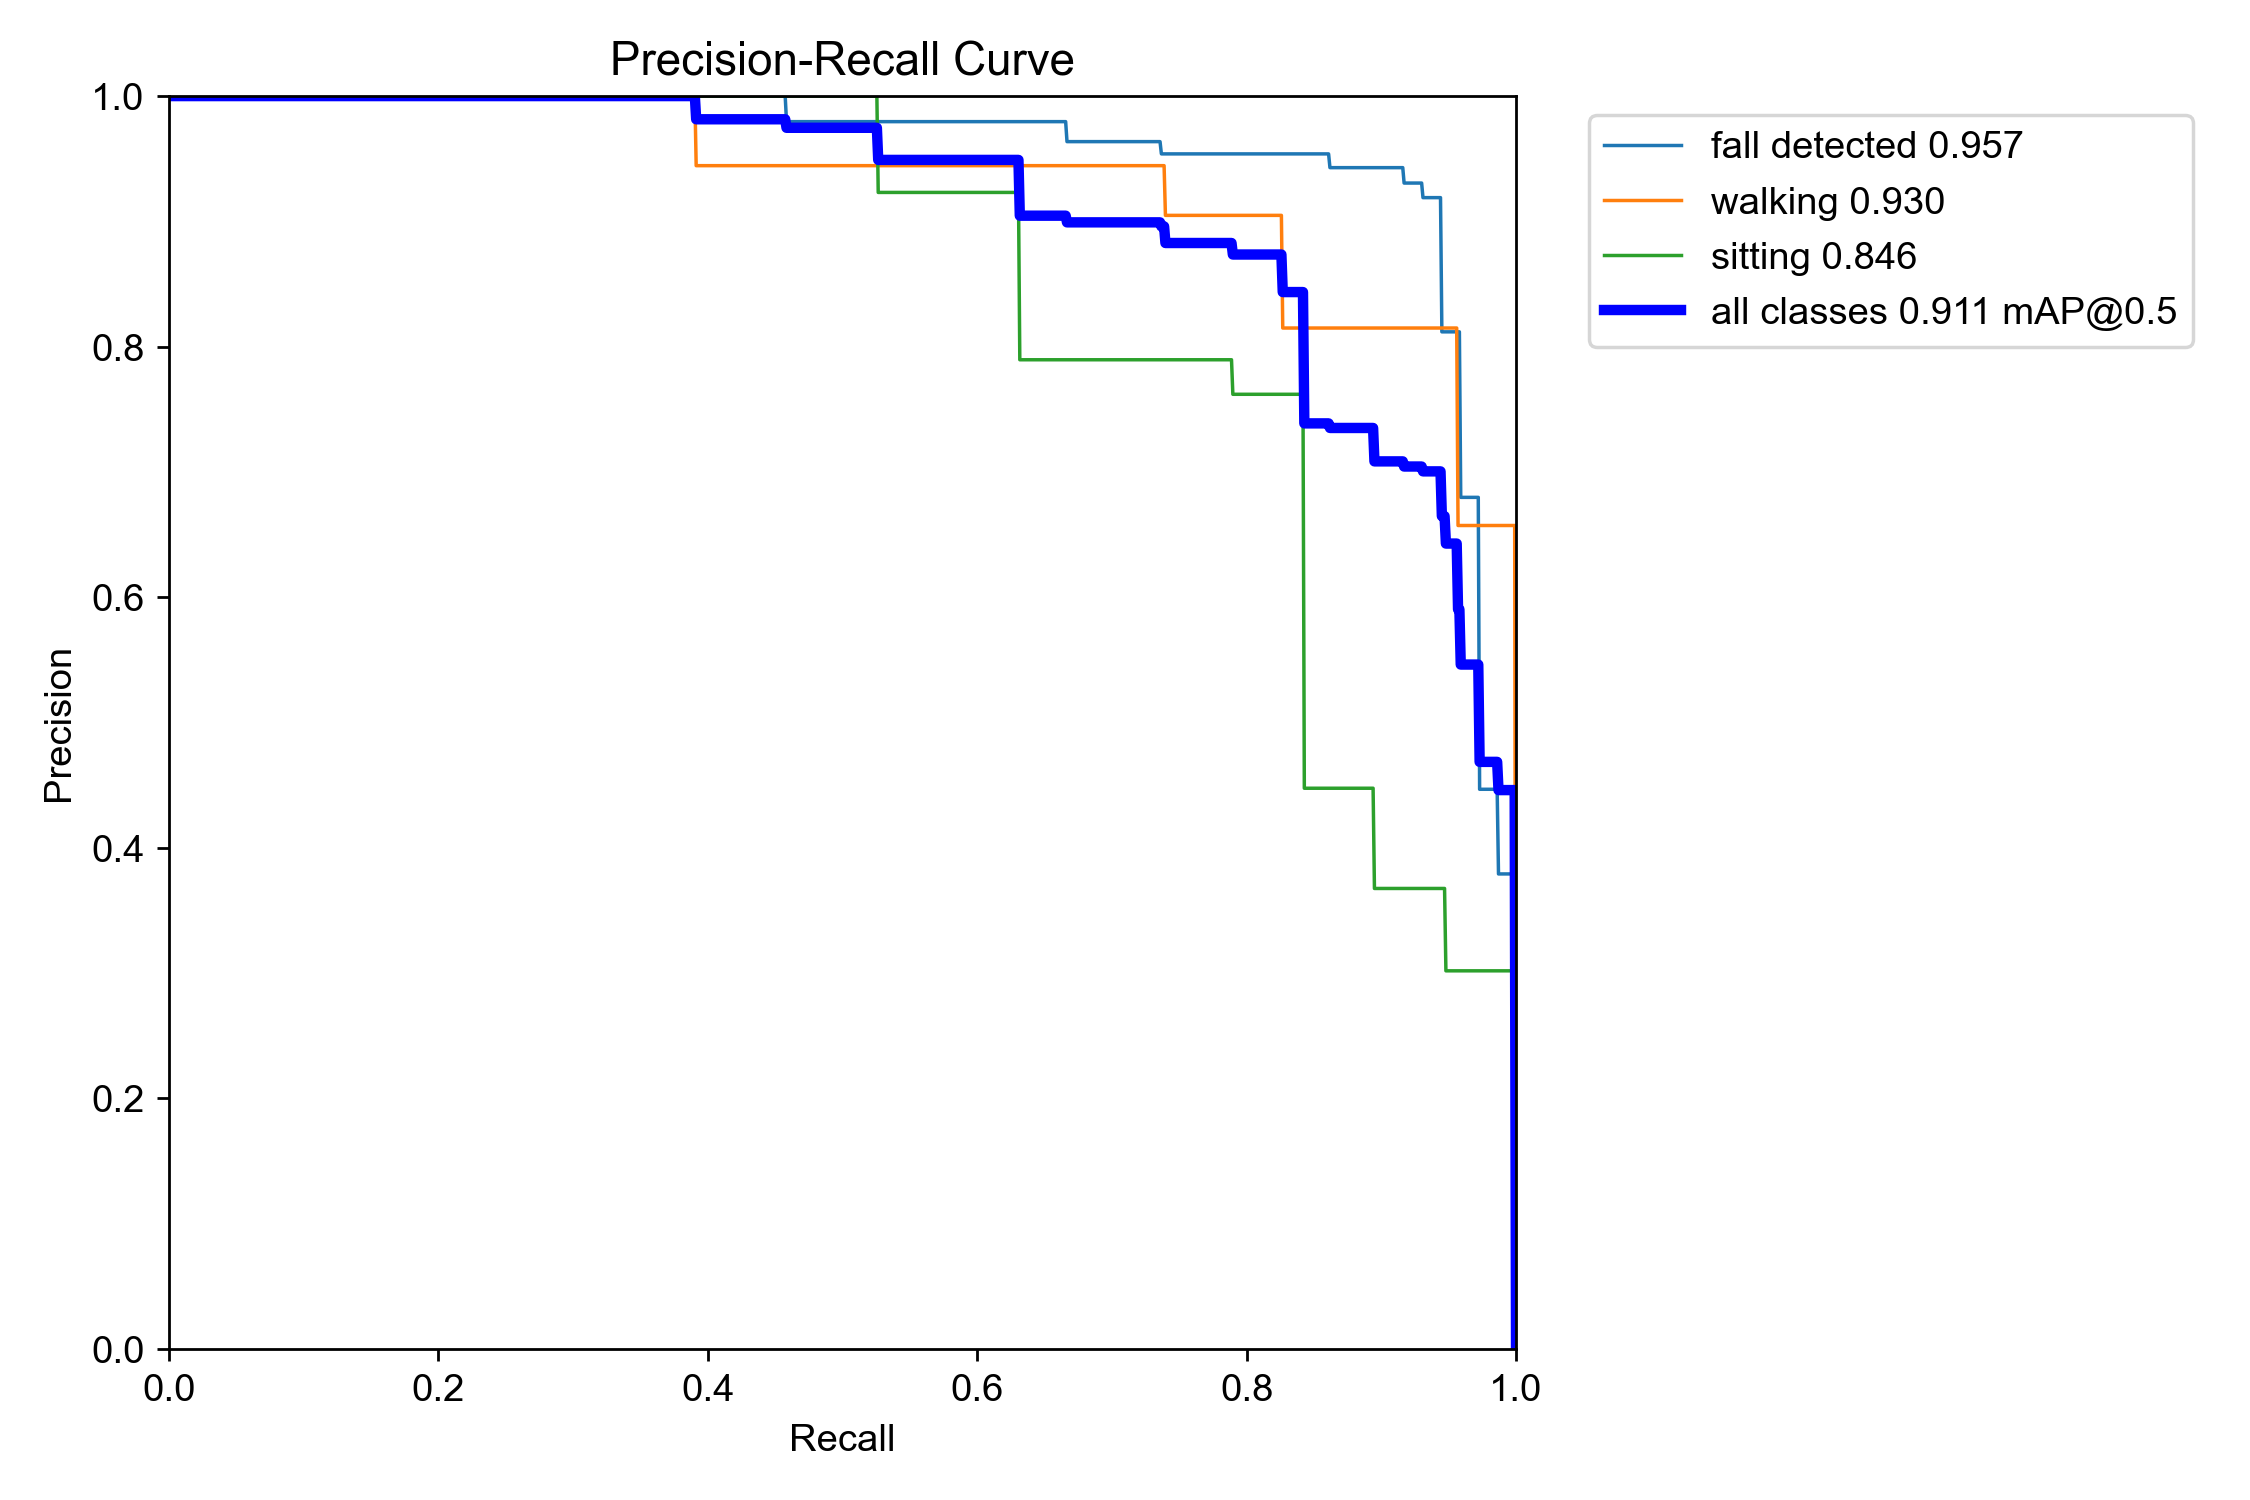 Precision-Recall Curve
1.0
0.8
0.6
0.4
0.2
0.0
Precision
0.0 0.2 0.4 0.6 0.8 1.0
Recall
fall detected 0.957
walking 0.930
sitting 0.846
all classes 0.911 mAP@0.5